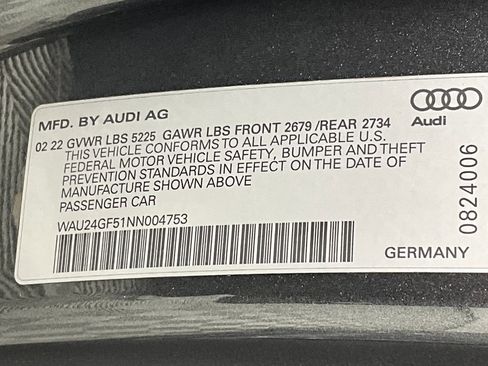 MFD. BY AUDI AG
02 22 GVWR LBS 5225 GAWR LBS FRONT 2679 /REAR 2734
THIS VEHICLE CONFORMS TO ALL APPLICABLE U.S.
FEDERAL MOTOR VEHICLE SAFETY, BUMPER AND THEFT
PREVENTION STANDARDS IN EFFECT ON THE DATE OF
MANUFACTURE SHOWN ABOVE
PASSENGER CAR
WAU24GF51NN004753
Audi
0824006
GERMANY